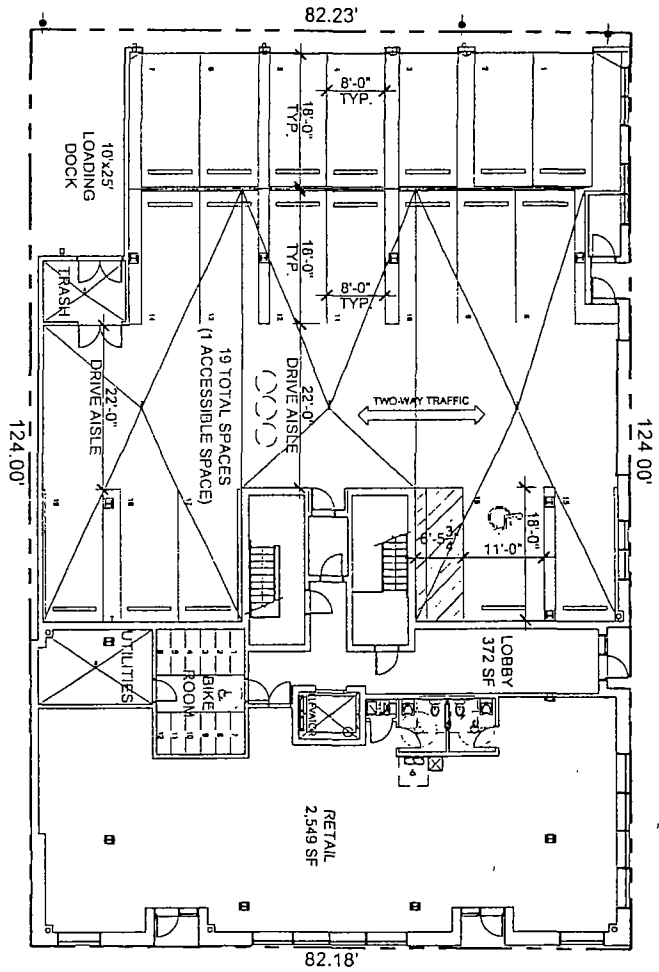 82.23'
8'-0"
TYP.
18'-0"
TYP.
10'x25'
LOADING
DOCK
18'-0"
TYP.
8'-0"
TYP.
TRASH
DRIVE AISLE
22'-0"
19 TOTAL SPACES
(1 ACCESSIBLE SPACE)
DRIVE AISLE
22'-0"
TWO-WAY TRAFFIC
124.00'
124.00'
18'-0"
11'-0"
UTILITIES
BIKE
ROOM
ELEVATOR
LOBBY
372 SF
RETAIL
2,549 SF
82.18'